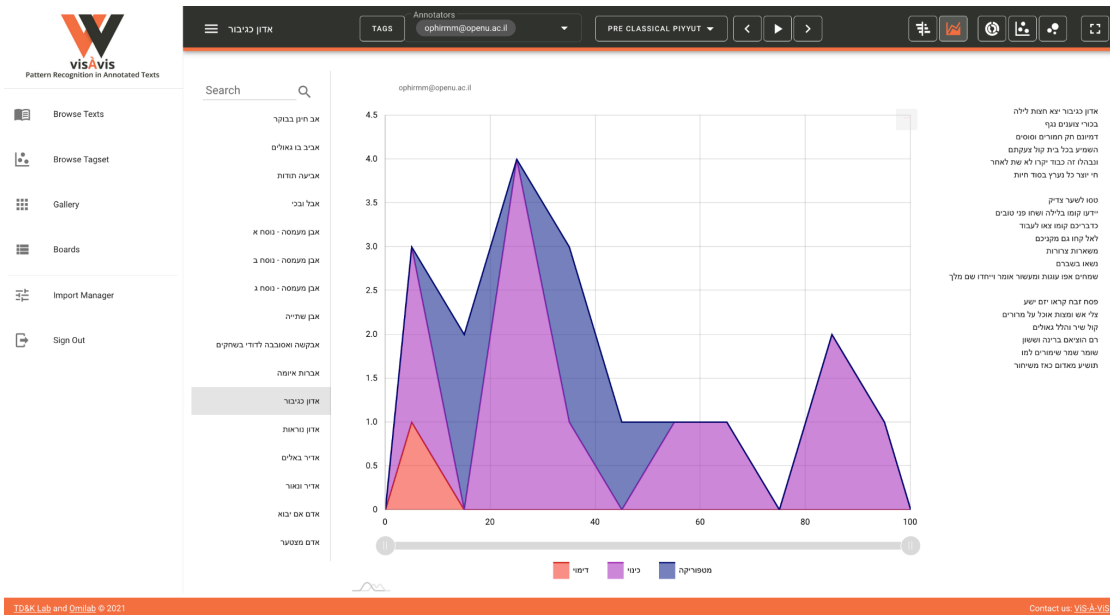 visÀvis
Pattern Recognition in Annotated Texts
Browse Texts
Browse Tagset
Gallery
Boards
Import Manager
Sign Out
אדון כגיבור
TAGS
Annotators
ophirmm@openu.ac.il
PRE CLASSICAL PIYYUT
Search
אב חינן בבוקר
אביב בו גאולים
אביעה תודות
אבל ובכי
אבן מעמסה - נוסח א
אבן מעמסה - נוסח ב
אבן מעמסה - נוסח ג
אבן שתייה
אבקשה ואסובבה לדודי בשחקים
אברות איומה
אדון כגיבור
אדון נוראות
אדיר באלים
אדיר ונאור
אדם אם יבוא
אדם מצטער
ophirmm@openu.ac.il
4.5
4.0
3.5
3.0
2.5
2.0
1.5
1.0
0.5
0
0 20 40 60 80 100
דימוי
כינוי
מטפוריקה
אדון כגיבור יצא חצות לילה
בכורי צוענים נגף
דמיונם חק חמורים וסוסים
השמיע בכל בית קול צעקתם
ונבהלו זה כבוד יקרו לא שת לאחר
חי יוצר כל נערץ בסוד חיות
טסו לשער צדיק
יידעו קומו בלילה ושחו פני טובים
כדבריכם קומו צאו לעבוד
לאל קחו גם מקניכם
משארות צרורות
נשאו בשכרם
שמחים אפו עוגות ומעשור אומר וייחדו שם מלך
פסח זבח קראו יזם ישע
צלי אש ומצות אוכל על מרורים
קול שיר והלל גאולים
רם הוציאם ברינה וששון
שומר שמר שימורים למו
תושיע מאדום כאז משיחור
TD&K Lab and Omilab © 2021
Contact us: ViS-À-ViS